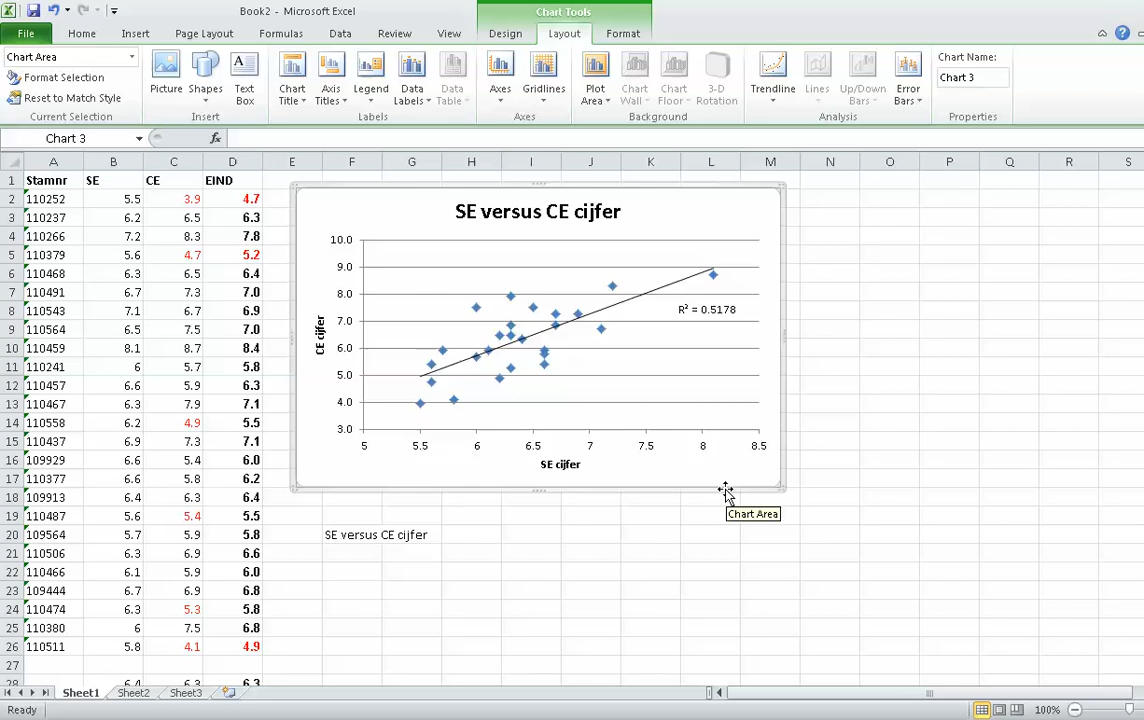 Book2 - Microsoft Excel
Chart Tools
File Home Insert Page Layout Formulas Data Review View Design Layout Format
Chart Area
Format Selection
Reset to Match Style
Current Selection
Picture Shapes Text Box
Insert
Chart Title Axis Titles Legend Data Labels Data Table
Labels
Axes Gridlines
Axes
Plot Area Chart Wall Chart Floor 3-D Rotation
Background
Trendline Lines Up/Down Bars Error Bars
Analysis
Chart Name:
Chart 3
Properties
Chart 3 fx
A B C D E F G H I J K L M N O P Q R S
1 Stamnr SE CE EIND
2 110252 5.5 3.9 4.7
3 110237 6.2 6.5 6.3
4 110266 7.2 8.3 7.8
5 110379 5.6 4.7 5.2
6 110468 6.3 6.5 6.4
7 110491 6.7 7.3 7.0
8 110543 7.1 6.7 6.9
9 110564 6.5 7.5 7.0
10 110459 8.1 8.7 8.4
11 110241 6 5.7 5.8
12 110457 6.6 5.9 6.3
13 110467 6.3 7.9 7.1
14 110558 6.2 4.9 5.5
15 110437 6.9 7.3 7.1
16 109929 6.6 5.4 6.0
17 110377 6.6 5.8 6.2
18 109913 6.4 6.3 6.4
19 110487 5.6 5.4 5.5
20 109564 5.7 5.9 5.8
21 110506 6.3 6.9 6.6
22 110466 6.1 5.9 6.0
23 109444 6.7 6.9 6.8
24 110474 6.3 5.3 5.8
25 110380 6 7.5 6.8
26 110511 5.8 4.1 4.9
27
28 6.4 6.3 6.3
SE versus CE cijfer
10.0
9.0
8.0
7.0
6.0
5.0
4.0
3.0
CE cijfer
R² = 0.5178
5 5.5 6 6.5 7 7.5 8 8.5
SE cijfer
Chart Area
SE versus CE cijfer
Sheet1 Sheet2 Sheet3
Ready
100%